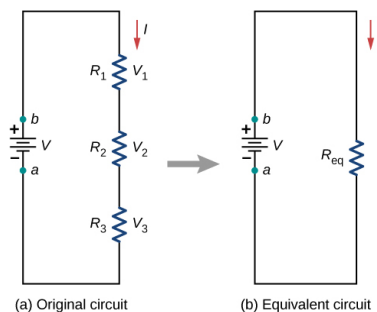 I
R1 V1
b
+
V
R2 V2
−
a
R3 V3
(a) Original circuit
b
+
V
Req
−
a
(b) Equivalent circuit